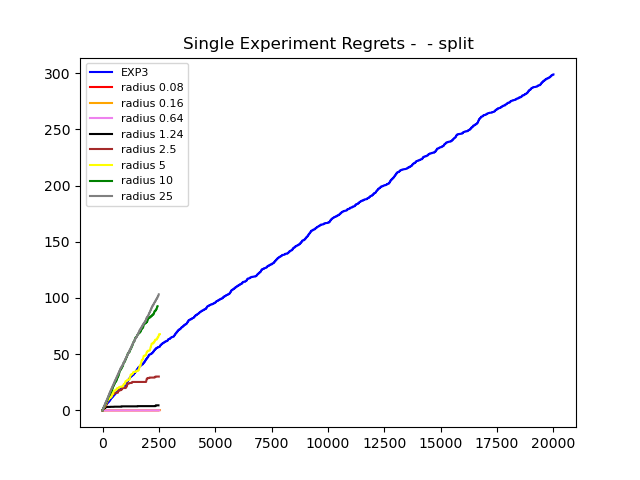 Single Experiment Regrets -  - split
300
250
200
150
100
50
0
EXP3
radius 0.08
radius 0.16
radius 0.64
radius 1.24
radius 2.5
radius 5
radius 10
radius 25
0 2500 5000 7500 10000 12500 15000 17500 20000